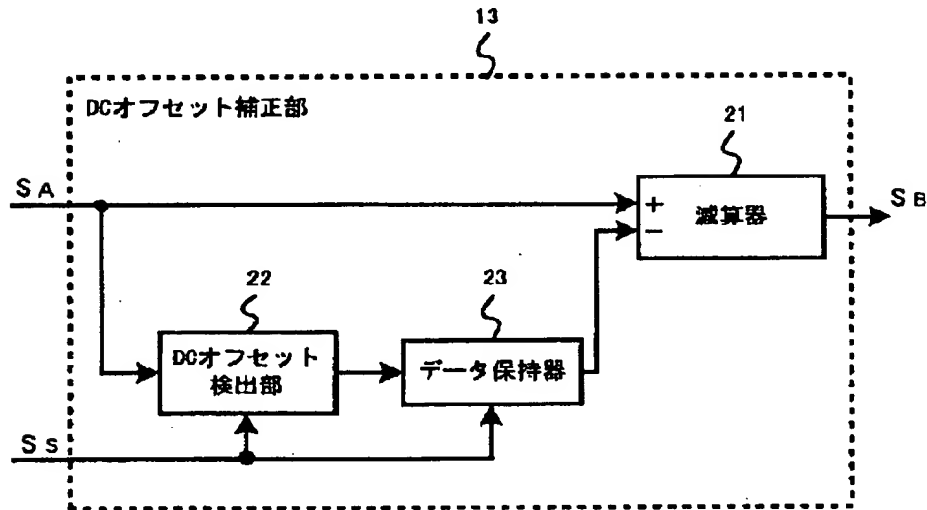 13
DCオフセット補正部
21
SA
+
−
減算器
SB
22
23
DCオフセット
検出部
データ保持器
SS